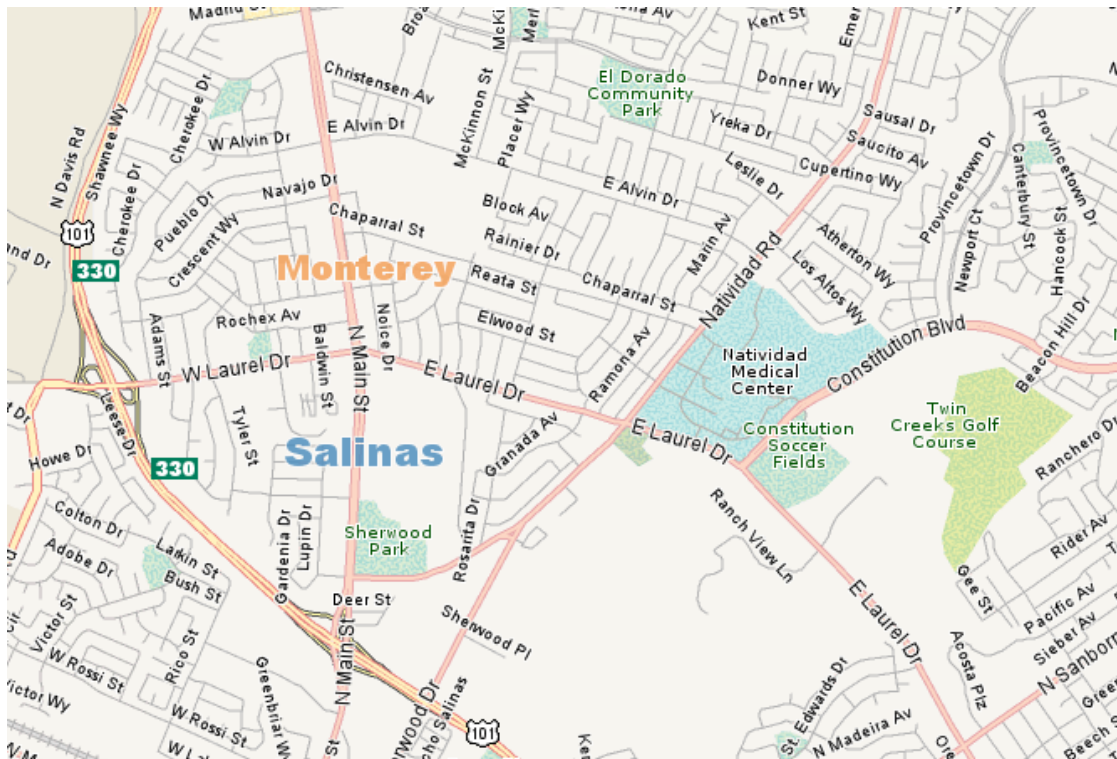 Madrid St
Christensen Av
McKinnon St
Placer Wy
El Dorado
Community
Park
Kent St
Donner Wy
Yreka Dr
Sausal Dr
Saucito Av
Cupertino Wy
Leslie Dr
N Davis Rd
Shawnee Wy
Cherokee Dr
W Alvin Dr
E Alvin Dr
Cherokee Dr
Pueblo Dr
Navajo Dr
Crescent Wy
Chaparral St
Block Av
Rainier Dr
E Alvin Dr
Marin Av
Natividad Rd
Atherton Wy
Los Altos Wy
Provincetown Dr
Newport Ct
Canterbury St
Provincetown Dr
Hancock St
Beacon Hill Dr
101
330
Monterey
Reata St
Chaparral St
Elwood St
Ramona Av
Rochex Av
Adams St
Baldwin St
N Main St
Noice Dr
W Laurel Dr
E Laurel Dr
Natividad
Medical
Center
Constitution Blvd
Constitution
Soccer
Fields
Twin
Creeks Golf
Course
Ranchero Dr
E Laurel Dr
Leese Dr
Howe Dr
Tyler St
Salinas
Granada Av
330
Colton Dr
Adobe Dr
Larkin St
Bush St
Gardenia Dr
Lupin Dr
Sherwood
Park
Rosarita Dr
Ranch View Ln
E Laurel Dr
Gee St
Rider Av
Pacific Av
Sieber Av
Acosta Plz
N Sanborn
Deer St
Sherwood Pl
Victor St
Rico St
W Rossi St
W Rossi St
Greenbriar Wy
N Main St
101
St. Edwards Dr
N Madeira Av
Beech St